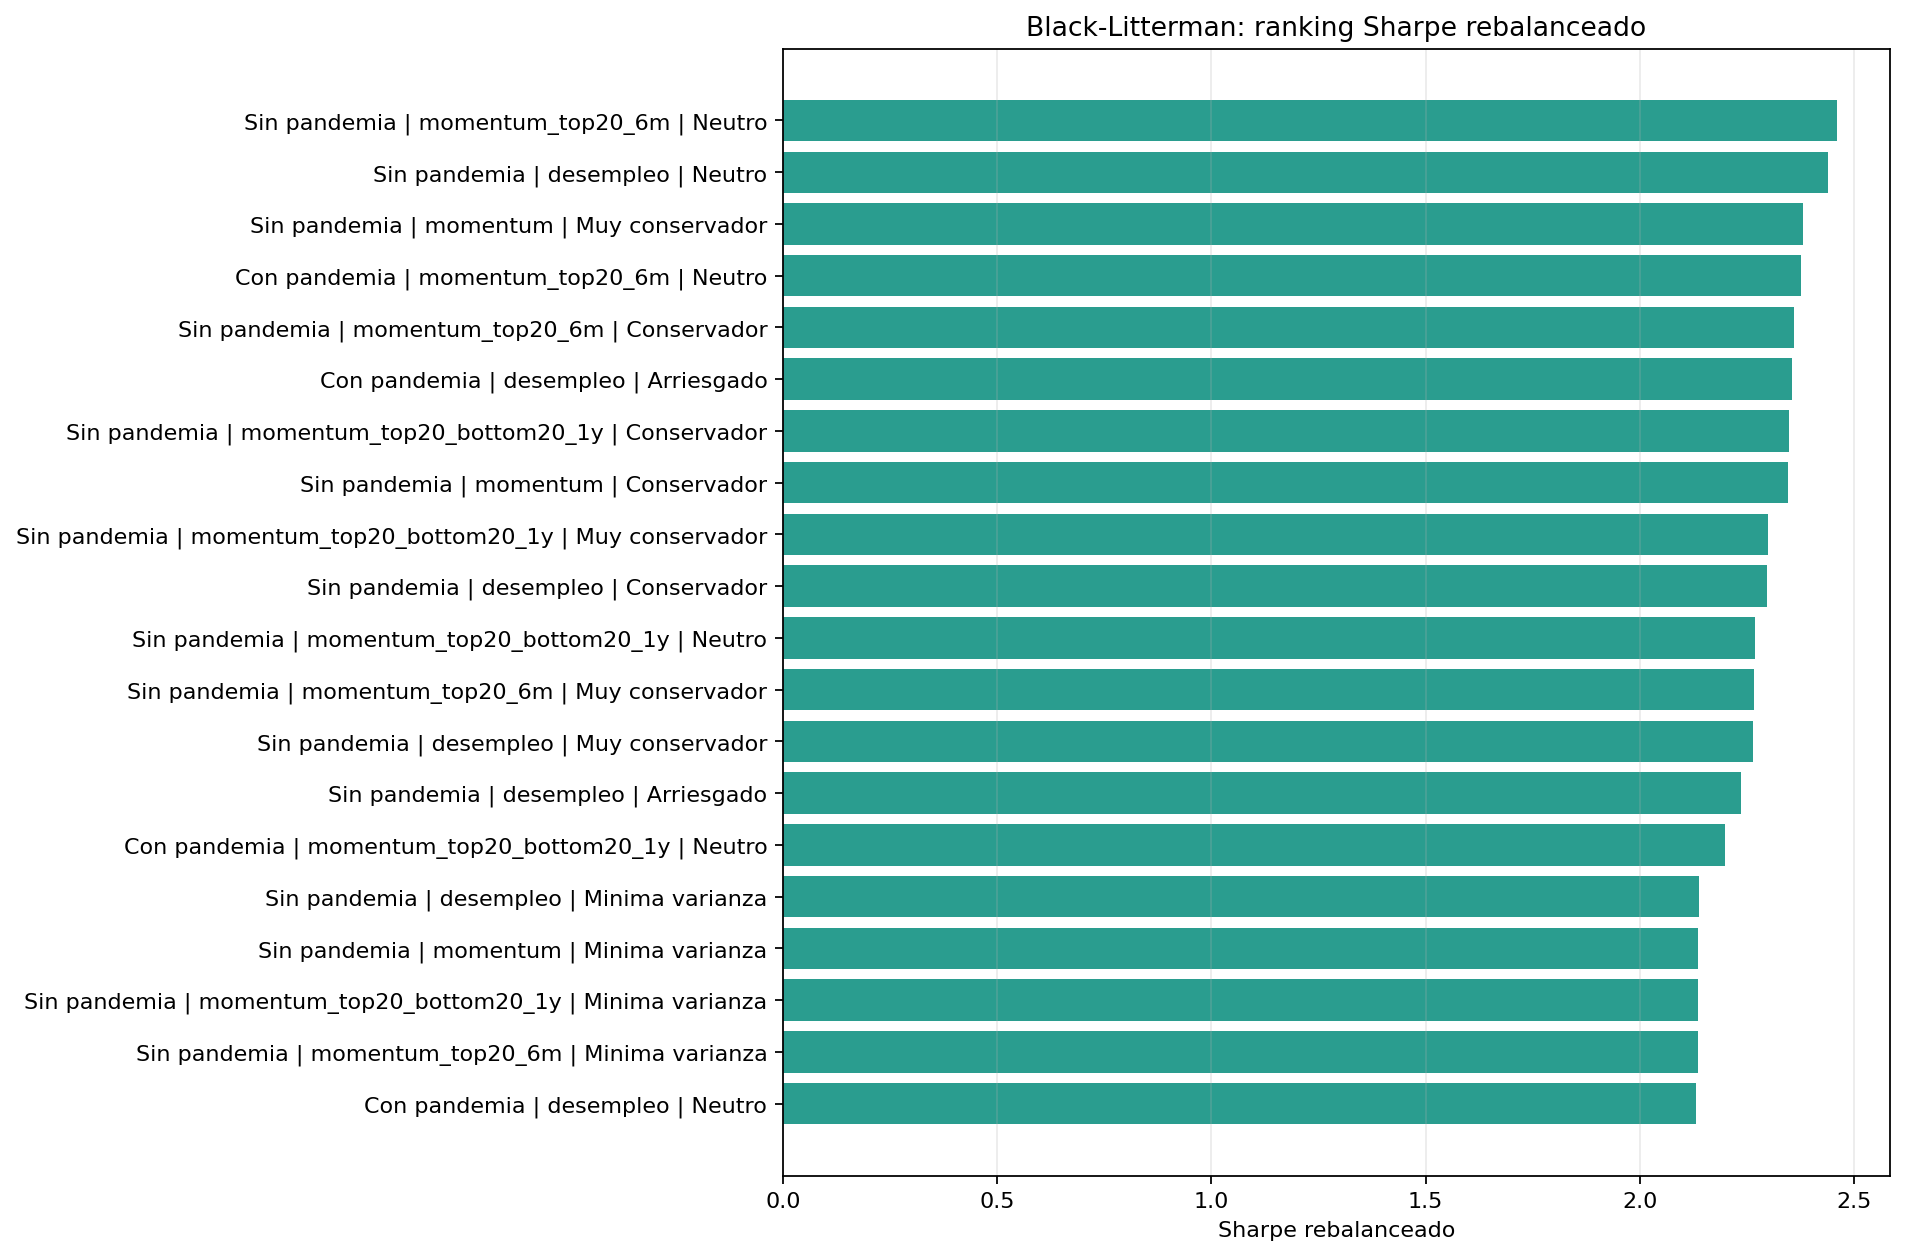 Black-Litterman: ranking Sharpe rebalanceado
Sin pandemia | momentum_top20_6m | Neutro
Sin pandemia | desempleo | Neutro
Sin pandemia | momentum | Muy conservador
Con pandemia | momentum_top20_6m | Neutro
Sin pandemia | momentum_top20_6m | Conservador
Con pandemia | desempleo | Arriesgado
Sin pandemia | momentum_top20_bottom20_1y | Conservador
Sin pandemia | momentum | Conservador
Sin pandemia | momentum_top20_bottom20_1y | Muy conservador
Sin pandemia | desempleo | Conservador
Sin pandemia | momentum_top20_bottom20_1y | Neutro
Sin pandemia | momentum_top20_6m | Muy conservador
Sin pandemia | desempleo | Muy conservador
Sin pandemia | desempleo | Arriesgado
Con pandemia | momentum_top20_bottom20_1y | Neutro
Sin pandemia | desempleo | Minima varianza
Sin pandemia | momentum | Minima varianza
Sin pandemia | momentum_top20_bottom20_1y | Minima varianza
Sin pandemia | momentum_top20_6m | Minima varianza
Con pandemia | desempleo | Neutro
0.0 0.5 1.0 1.5 2.0 2.5
Sharpe rebalanceado